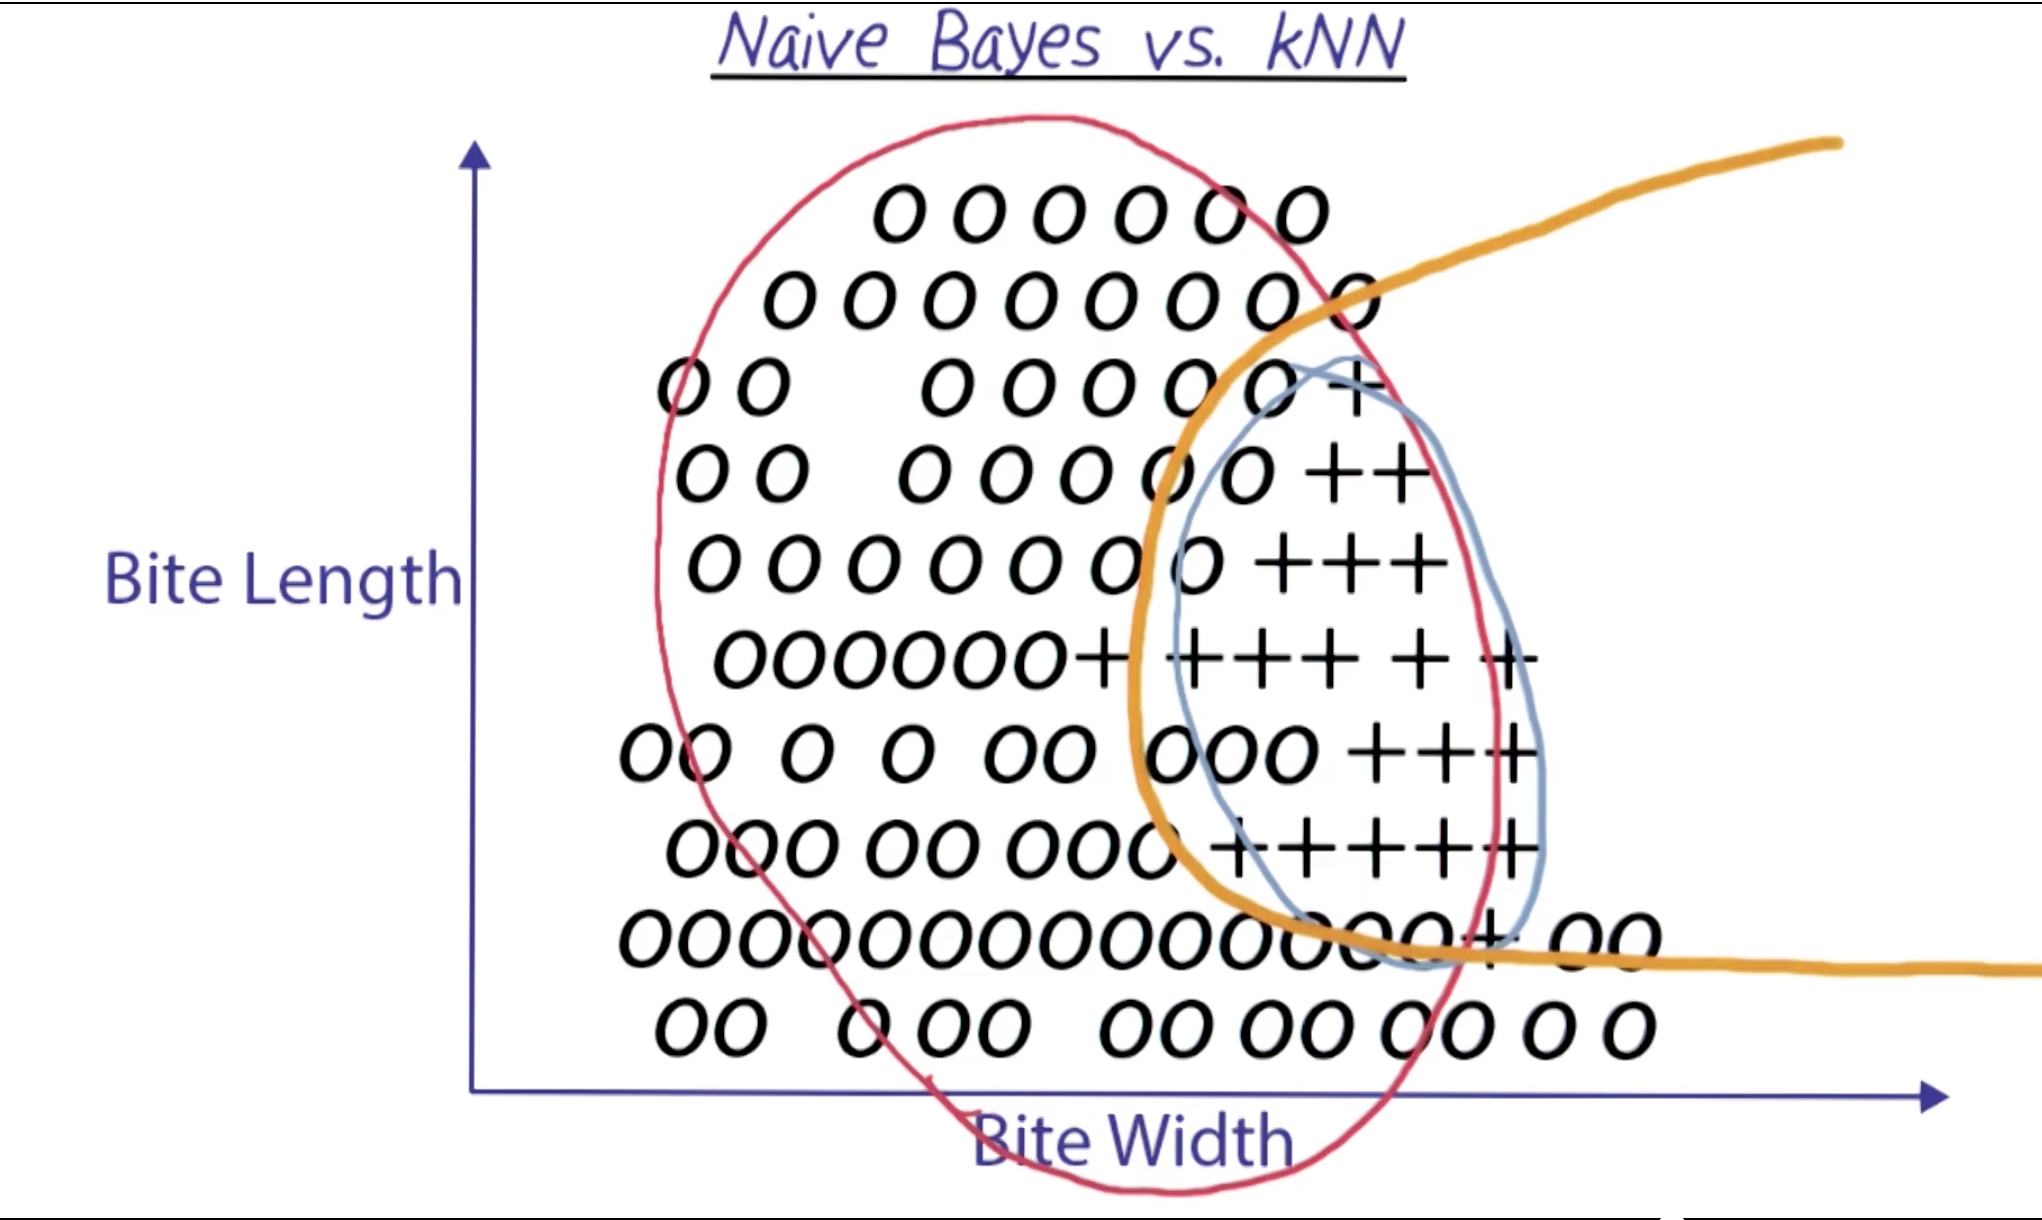 Naive Bayes vs. kNN
O O O O O O
O O O O O O O O
O O O O O O O +
O O O O O O O + +
O O O O O O O + + +
O O O O O O + + + + + +
O O O O O O O O O + + +
O O O O O O O O + + + + +
O O O O O O O O O O O O O O + O O
O O O O O O O O O O O O O
Bite Length
Bite Width